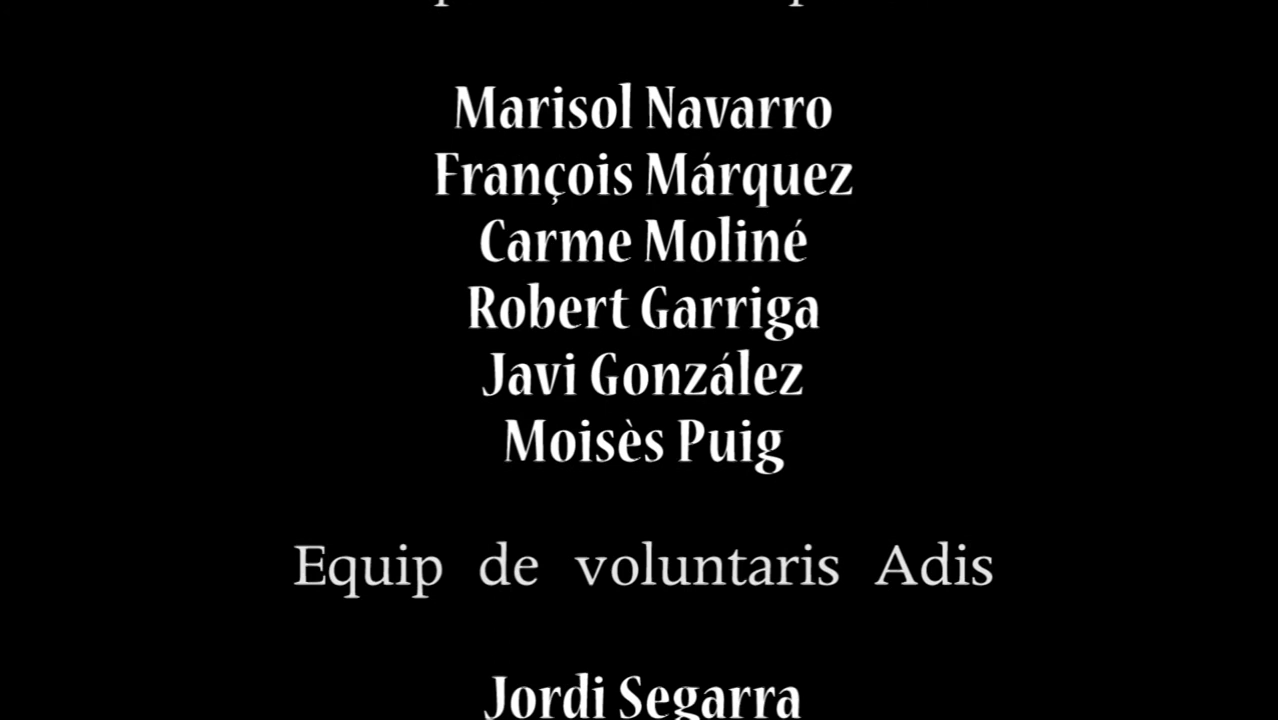 Marisol Navarro
François Márquez
Carme Moliné
Robert Garriga
Javi González
Moisès Puig
Equip de voluntaris Adis
Jordi Segarra